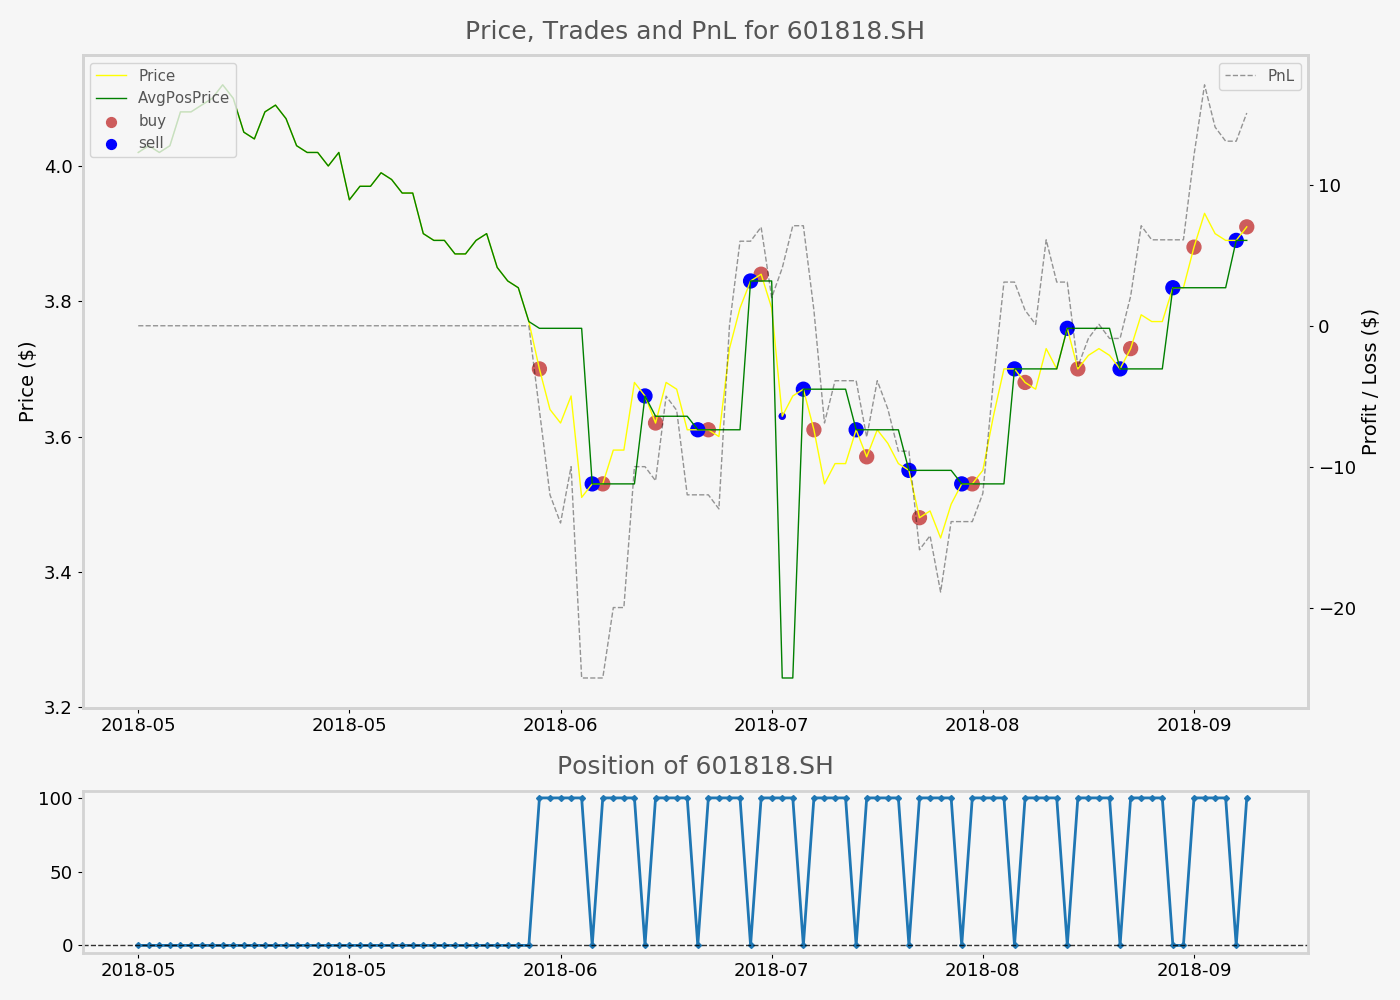 Price, Trades and PnL for 601818.SH
Price
AvgPosPrice
buy
sell
PnL
4.0
3.8
3.6
3.4
3.2
Price ($)
10
0
−10
−20
Profit / Loss ($)
2018-05 2018-05 2018-06 2018-07 2018-08 2018-09
Position of 601818.SH
100
50
0
2018-05 2018-05 2018-06 2018-07 2018-08 2018-09